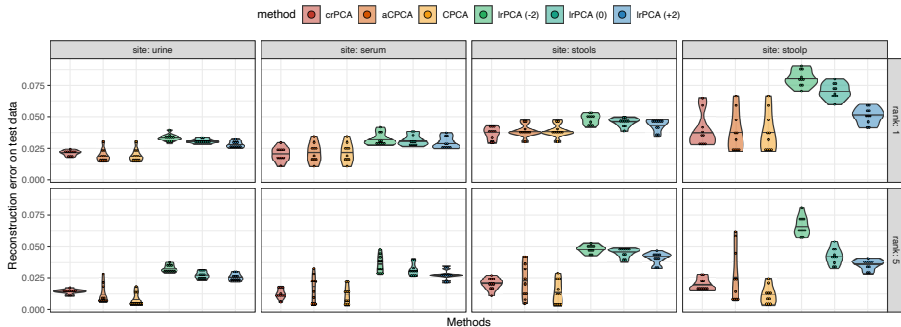 method crPCA aCPCA CPCA lrPCA (-2) lrPCA (0) lrPCA (+2)
site: urine site: serum site: stools site: stoolp
Reconstruction error on test data
0.075
0.050
0.025
0.000
rank: 1
0.075
0.050
0.025
0.000
rank: 5
Methods